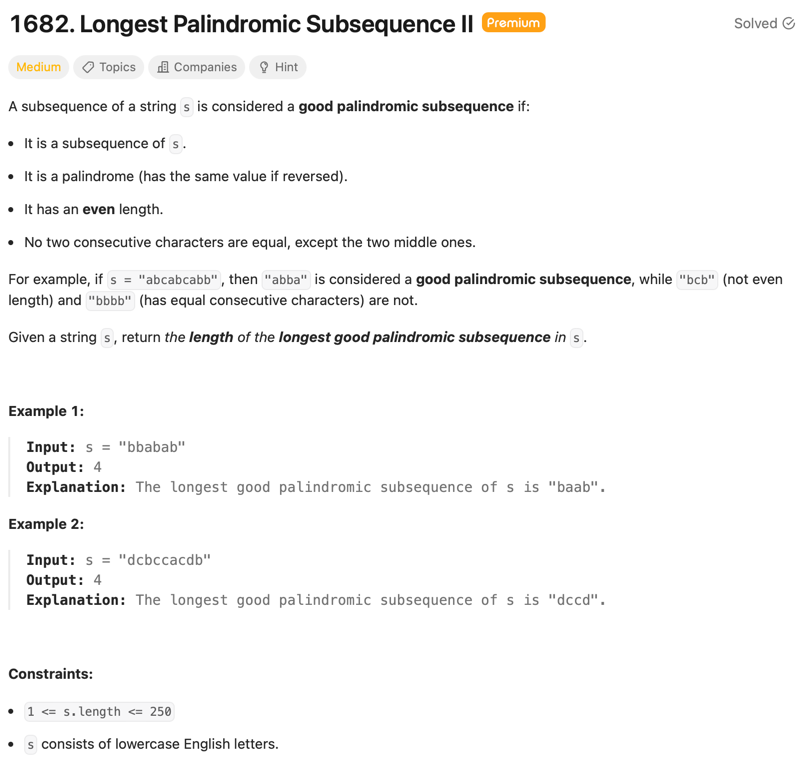 1682. Longest Palindromic Subsequence II Premium Solved
Medium Topics Companies Hint
A subsequence of a string s is considered a good palindromic subsequence if:
• It is a subsequence of s.
• It is a palindrome (has the same value if reversed).
• It has an even length.
• No two consecutive characters are equal, except the two middle ones.
For example, if s = "abcabcabb", then "abba" is considered a good palindromic subsequence, while "bcb" (not even
length) and "bbbb" (has equal consecutive characters) are not.
Given a string s, return the length of the longest good palindromic subsequence in s.
Example 1:
Input: s = "bbabab"
Output: 4
Explanation: The longest good palindromic subsequence of s is "baab".
Example 2:
Input: s = "dcbccacdb"
Output: 4
Explanation: The longest good palindromic subsequence of s is "dccd".
Constraints:
• 1 <= s.length <= 250
• s consists of lowercase English letters.